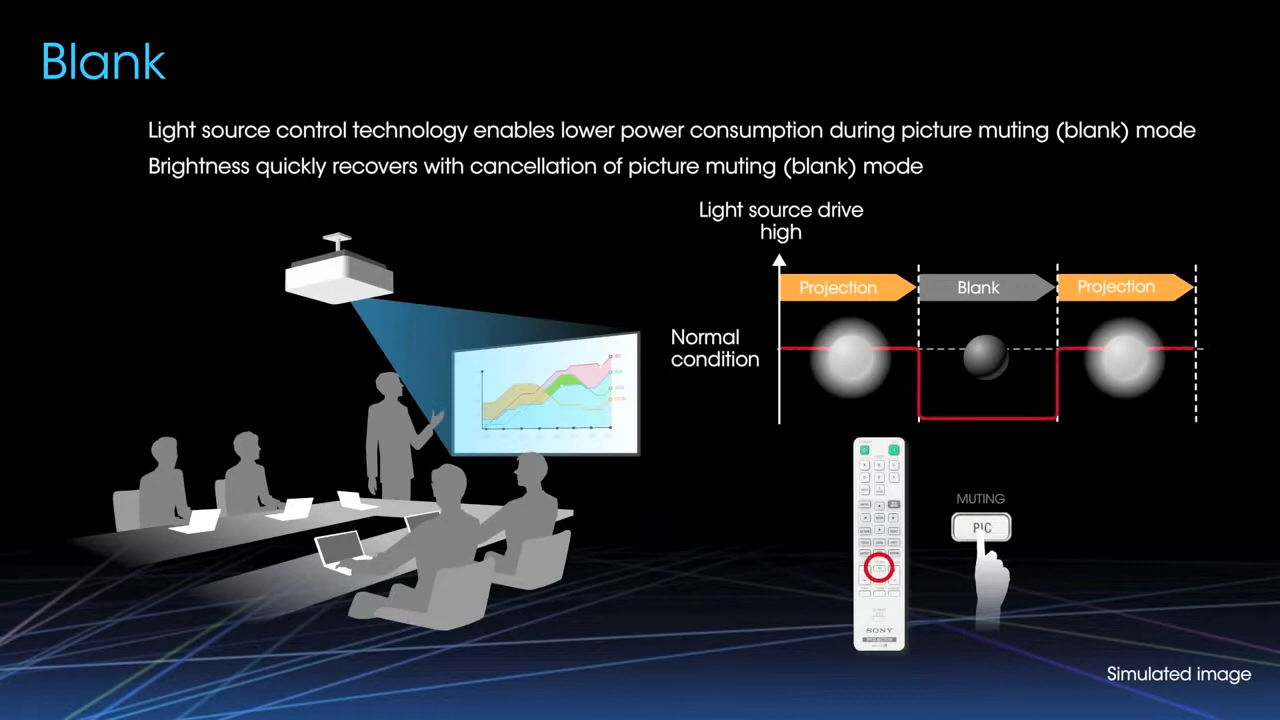 Blank
Light source control technology enables lower power consumption during picture muting (blank) mode
Brightness quickly recovers with cancellation of picture muting (blank) mode
Light source drive
high
Projection
Blank
Projection
Normal
condition
MUTING
PIC
SONY
PROJECTOR
Simulated image